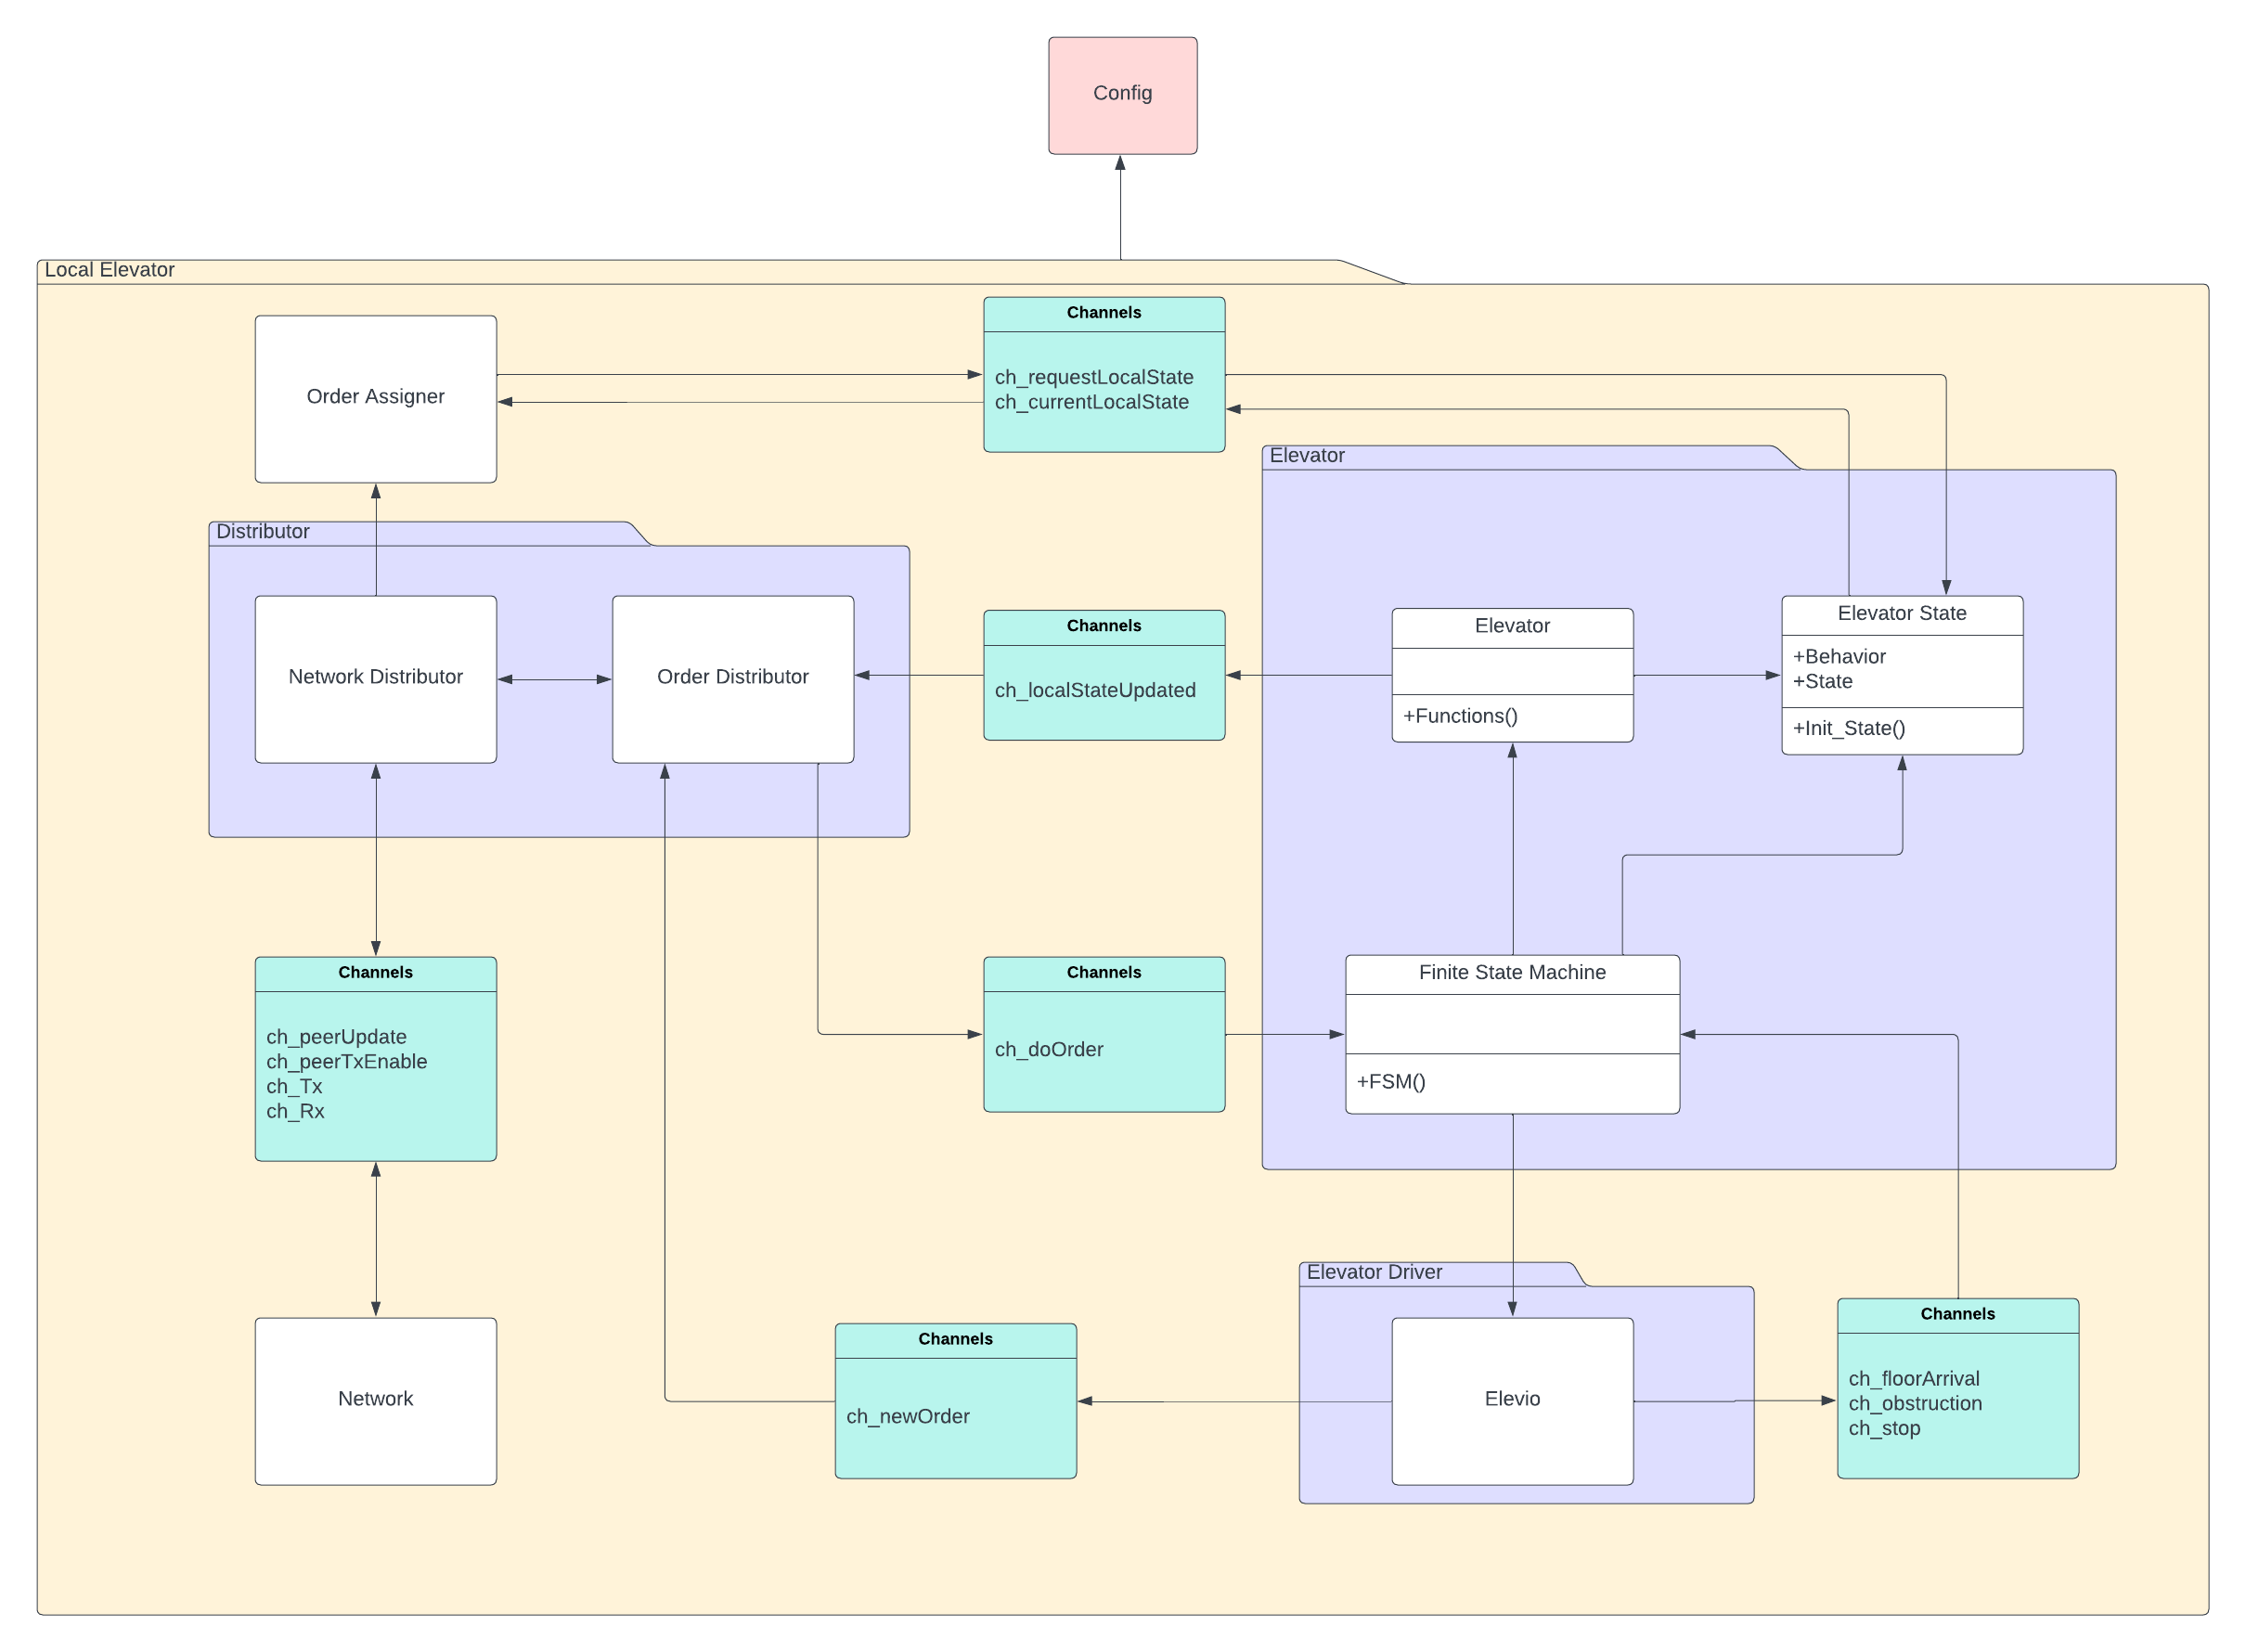 Config
Local Elevator
Order Assigner
Channels
ch_requestLocalState
ch_currentLocalState
Elevator
Distributor
Network Distributor
Order Distributor
Channels
ch_localStateUpdated
Elevator
+Functions()
Elevator State
+Behavior
+State
+Init_State()
Channels
ch_peerUpdate
ch_peerTxEnable
ch_Tx
ch_Rx
Channels
ch_doOrder
Finite State Machine
+FSM()
Elevator Driver
Network
Channels
ch_newOrder
Elevio
Channels
ch_floorArrival
ch_obstruction
ch_stop